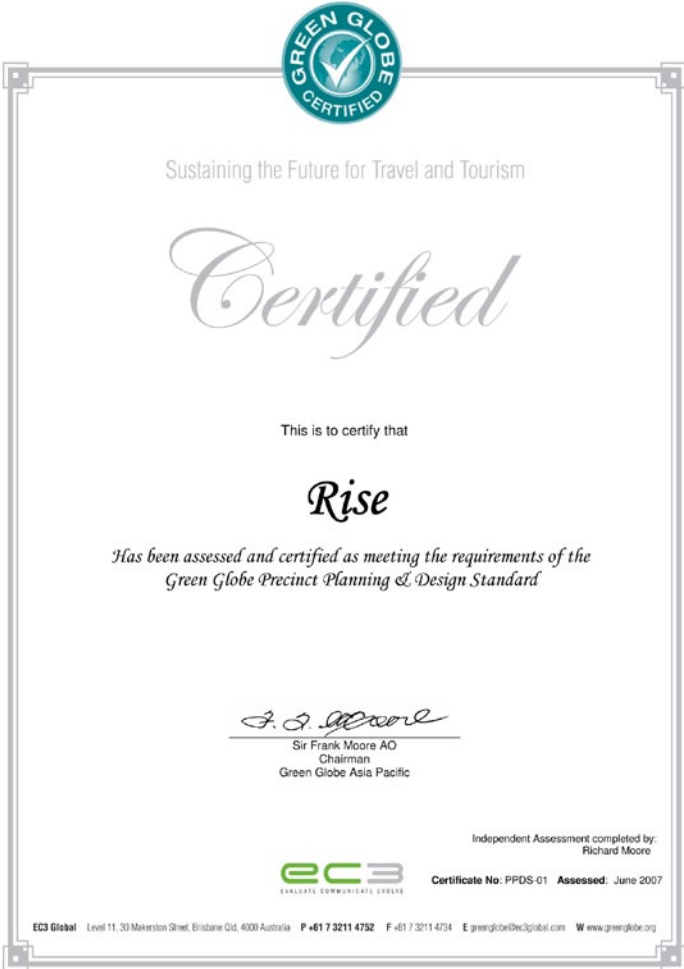 GREEN GLOBE
CERTIFIED
Sustaining the Future for Travel and Tourism
Certified
This is to certify that
Rise
Has been assessed and certified as meeting the requirements of the
Green Globe Precinct Planning & Design Standard
Sir Frank Moore AO
Chairman
Green Globe Asia Pacific
Independent Assessment completed by:
Richard Moore
ec3
EVALUATE COMMUNICATE EVOLVE
Certificate No: PPDS-01 Assessed: June 2007
EC3 Global Level 11, 30 Makerston Street, Brisbane Qld. 4000 Australia P +61 7 3211 4752 F +61 7 3211 4734 E greenglobe@ec3global.com W www.greenglobe.org